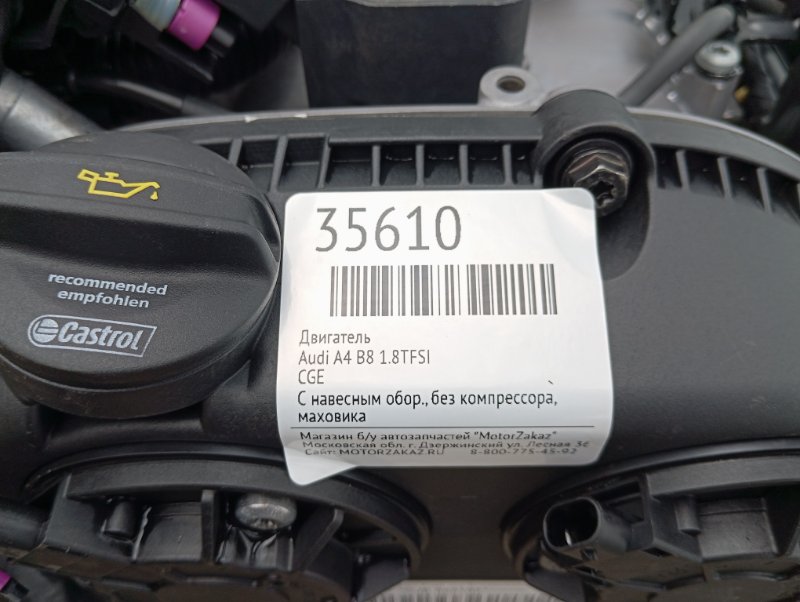 35610
Двигатель
Audi A4 B8 1.8TFSI
CGE
С навесным обор., без компрессора,
маховика
Магазин б/у автозапчастей "MotorZakaz"
Московская обл. г. Дзержинский ул. Лесная 3с
Сайт: MOTORZAKAZ.RU 8-800-775-45-92
recommended
empfohlen
Castrol